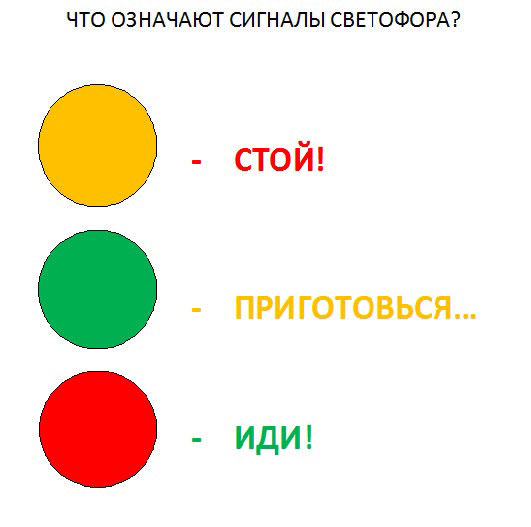 ЧТО ОЗНАЧАЮТ СИГНАЛЫ СВЕТОФОРА?
- СТОЙ!
- ПРИГОТОВЬСЯ...
- ИДИ!